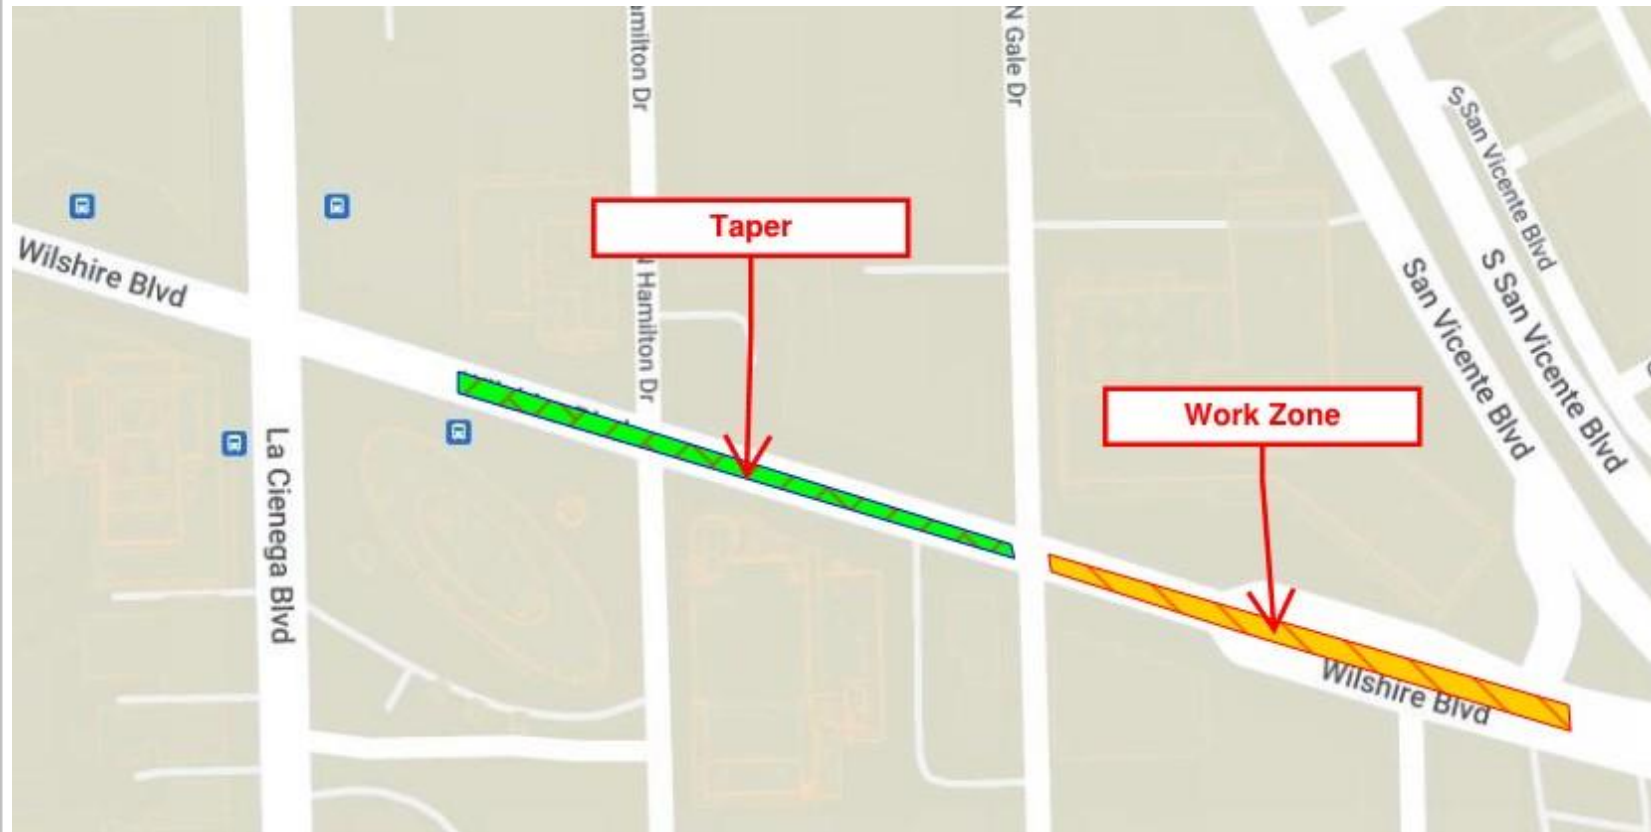 amilton Dr
N Gale Dr
S San Vicente Blvd
Taper
Wilshire Blvd
Hamilton Dr
San Vicente Blvd
S San Vicente Blvd
Work Zone
La Cienega Blvd
Wilshire Blvd